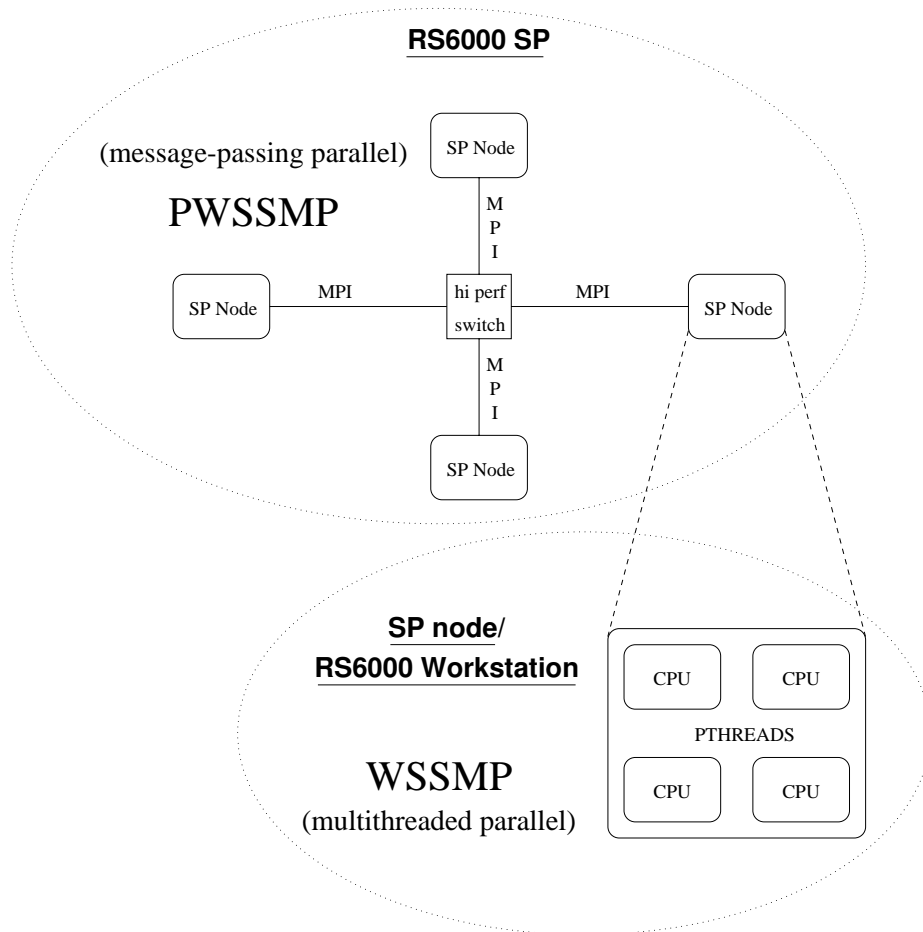 RS6000 SP
(message-passing parallel)
PWSSMP
SP Node
M
P
I
SP Node
MPI
hi perf
switch
MPI
SP Node
M
P
I
SP Node
SP node/
RS6000 Workstation
WSSMP
(multithreaded parallel)
CPU
CPU
PTHREADS
CPU
CPU